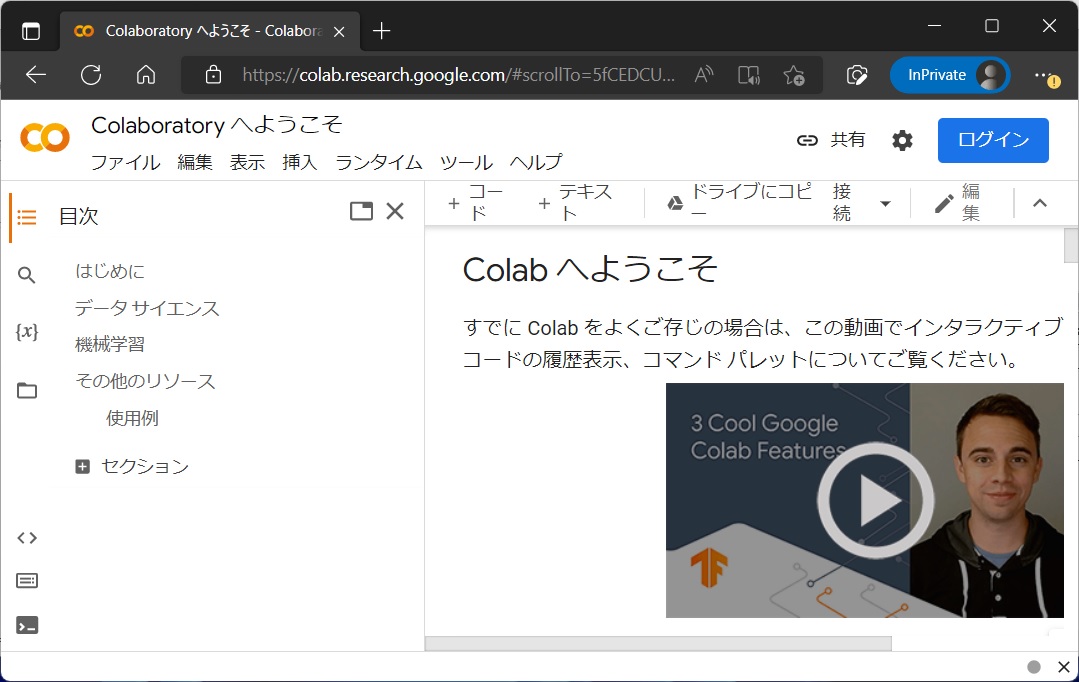 Colaboratory へようこそ - Colabora
https://colab.research.google.com/#scrollTo=5fCEDCU...
InPrivate
Colaboratory へようこそ
ファイル 編集 表示 挿入 ランタイム ツール ヘルプ
共有
ログイン
目次
はじめに
データ サイエンス
機械学習
その他のリソース
使用例
セクション
{x}
+ コード
+ テキスト
ドライブにコピー
接続
編集
Colab へようこそ
すでに Colab をよくご存じの場合は、この動画でインタラクティブ
コードの履歴表示、コマンド パレットについてご覧ください。
3 Cool Google
Colab Features